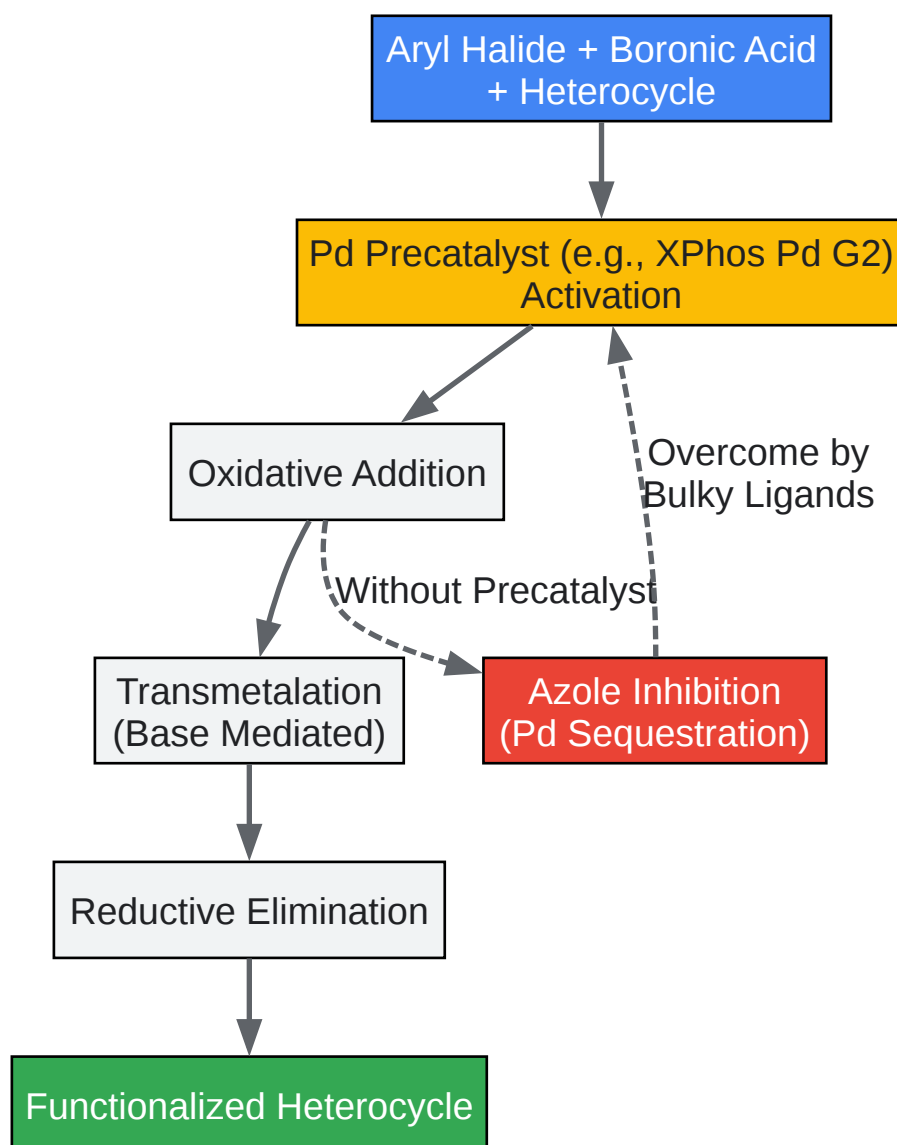 Aryl Halide + Boronic Acid
+ Heterocycle
Pd Precatalyst (e.g., XPhos Pd G2)
Activation
Oxidative Addition
Overcome by
Bulky Ligands
Without Precatalyst
Transmetalation
(Base Mediated)
Azole Inhibition
(Pd Sequestration)
Reductive Elimination
Functionalized Heterocycle